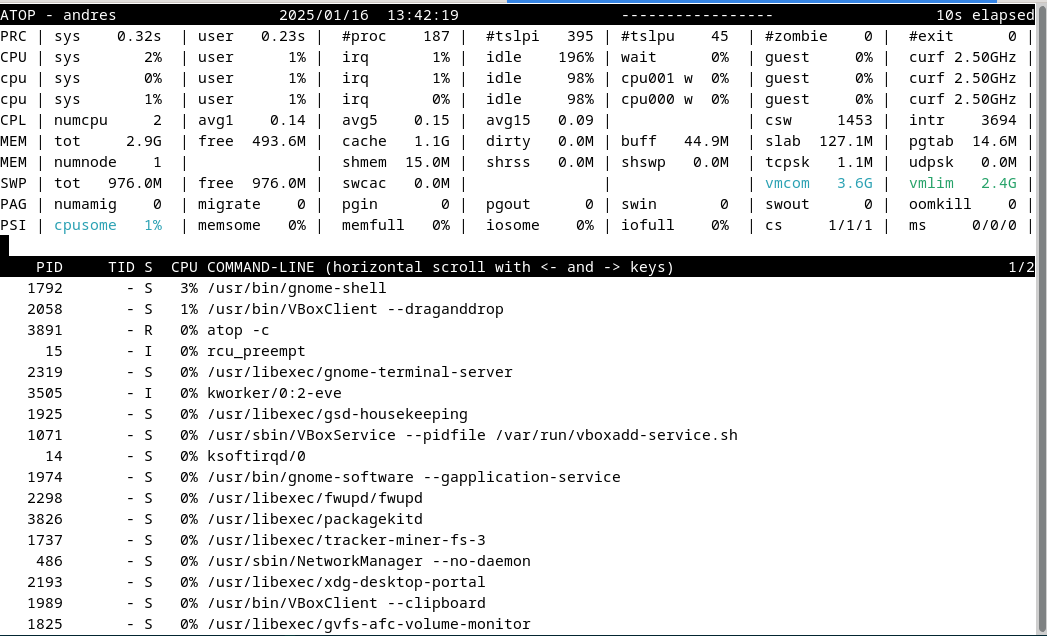 ATOP - andres 2025/01/16 13:42:19 ---------------- 10s elapsed
PRC | sys 0.32s | user 0.23s | #proc 187 | #tslpi 395 | #tslpu 45 | #zombie 0 | #exit 0 |
CPU | sys 2% | user 1% | irq 1% | idle 196% | wait 0% | guest 0% | curf 2.50GHz |
cpu | sys 0% | user 1% | irq 1% | idle 98% | cpu001 w 0% | guest 0% | curf 2.50GHz |
cpu | sys 1% | user 1% | irq 0% | idle 98% | cpu000 w 0% | guest 0% | curf 2.50GHz |
CPL | numcpu 2 | avg1 0.14 | avg5 0.15 | avg15 0.09 | | csw 1453 | intr 3694 |
MEM | tot 2.9G | free 493.6M | cache 1.1G | dirty 0.0M | buff 44.9M | slab 127.1M | pgtab 14.6M |
MEM | numnode 1 | | shmem 15.0M | shrss 0.0M | shswp 0.0M | tcpsk 1.1M | udpsk 0.0M |
SWP | tot 976.0M | free 976.0M | swcac 0.0M | | | vmcom 3.6G | vmlim 2.4G |
PAG | numamig 0 | migrate 0 | pgin 0 | pgout 0 | swin 0 | swout 0 | oomkill 0 |
PSI | cpusome 1% | memsome 0% | memfull 0% | iosome 0% | iofull 0% | cs 1/1/1 | ms 0/0/0 |
PID TID S CPU COMMAND-LINE (horizontal scroll with <- and -> keys) 1/2
1792 - S 3% /usr/bin/gnome-shell
2058 - S 1% /usr/bin/VBoxClient --draganddrop
3891 - R 0% atop -c
15 - I 0% rcu_preempt
2319 - S 0% /usr/libexec/gnome-terminal-server
3505 - I 0% kworker/0:2-eve
1925 - S 0% /usr/libexec/gsd-housekeeping
1071 - S 0% /usr/sbin/VBoxService --pidfile /var/run/vboxadd-service.sh
14 - S 0% ksoftirqd/0
1974 - S 0% /usr/bin/gnome-software --gapplication-service
2298 - S 0% /usr/libexec/fwupd/fwupd
3826 - S 0% /usr/libexec/packagekitd
1737 - S 0% /usr/libexec/tracker-miner-fs-3
486 - S 0% /usr/sbin/NetworkManager --no-daemon
2193 - S 0% /usr/libexec/xdg-desktop-portal
1989 - S 0% /usr/bin/VBoxClient --clipboard
1825 - S 0% /usr/libexec/gvfs-afc-volume-monitor